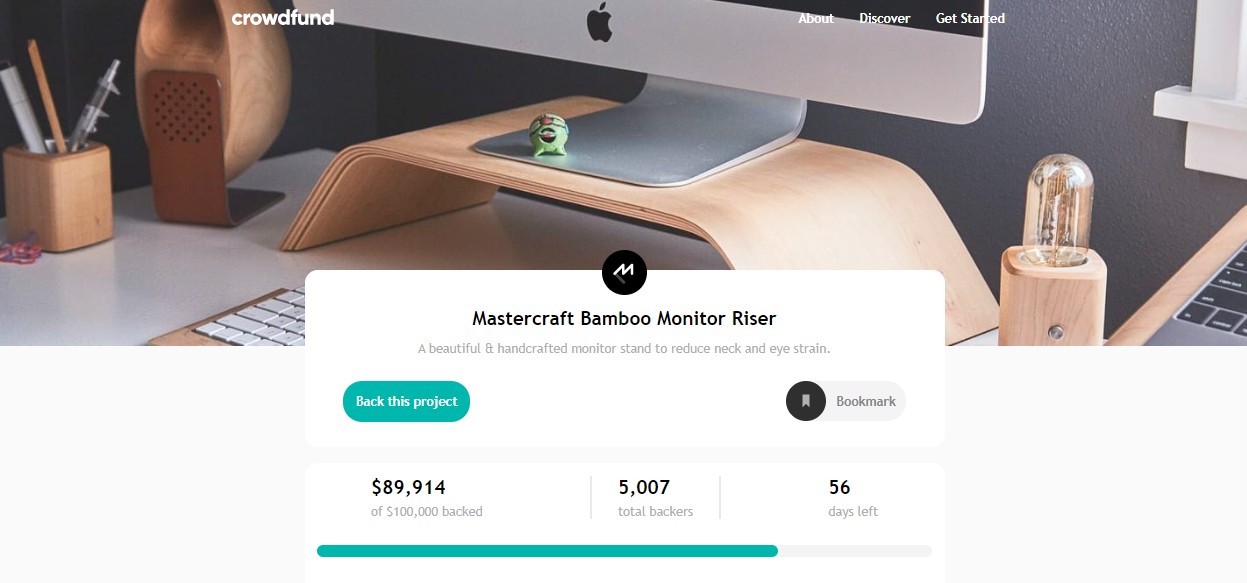 crowdfund
About
Discover
Get Started
Mastercraft Bamboo Monitor Riser
A beautiful & handcrafted monitor stand to reduce neck and eye strain.
Back this project
Bookmark
$89,914
of $100,000 backed
5,007
total backers
56
days left